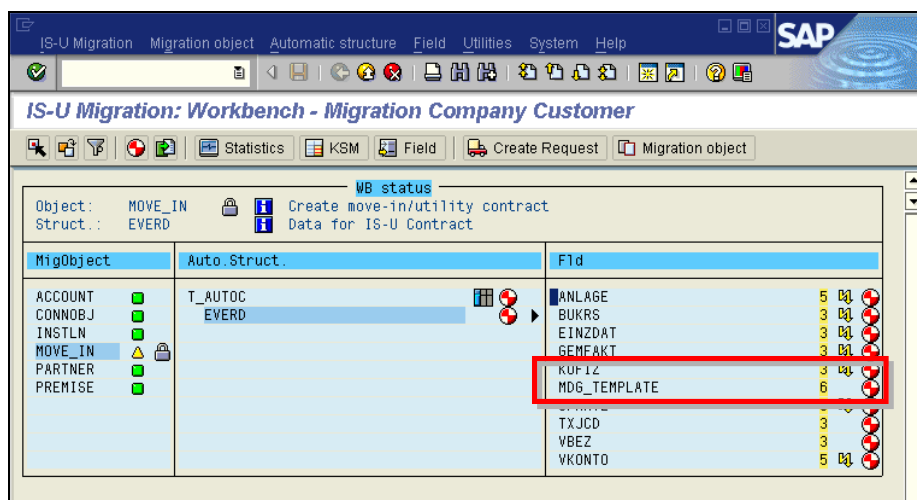 IS-U Migration Migration object Automatic structure Field Utilities System Help
SAP
IS-U Migration: Workbench - Migration Company Customer
Statistics KSM Field Create Request Migration object
WB status
Object: MOVE_IN Create move-in/utility contract
Struct.: EVERD Data for IS-U Contract
MigObject Auto.Struct. Fld
ACCOUNT T_AUTOC ANLAGE 5
CONNOBJ EVERD BUKRS 3
INSTLN EINZDAT 3
MOVE_IN GEMFAKT 3
PARTNER KOFIZ 3
PREMISE MDG_TEMPLATE 6
TXJCD 3
VBEZ 3
VKONTO 5